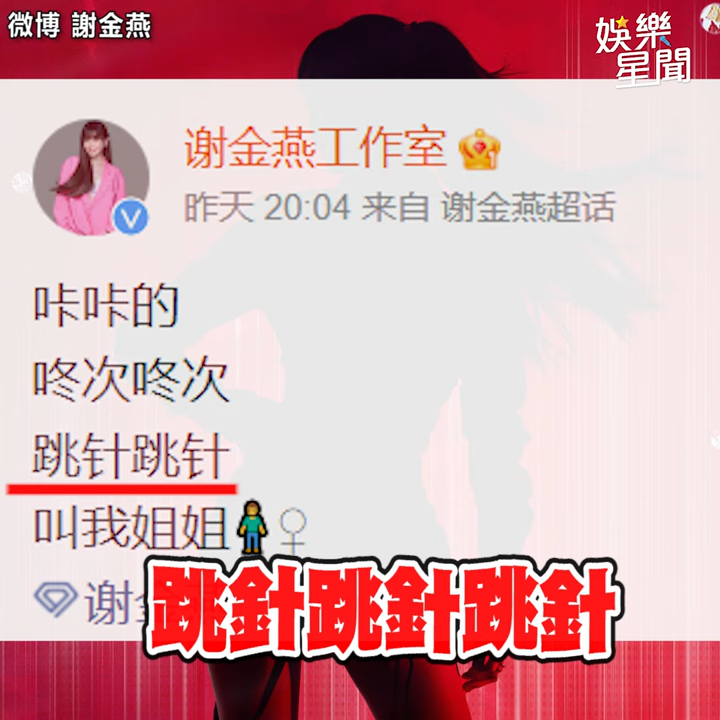 微博 謝金燕
娛樂
星聞
谢金燕工作室
昨天 20:04 来自 谢金燕超话
咔咔的
咚次咚次
跳针跳针
叫我姐姐
谢
跳針跳針跳針